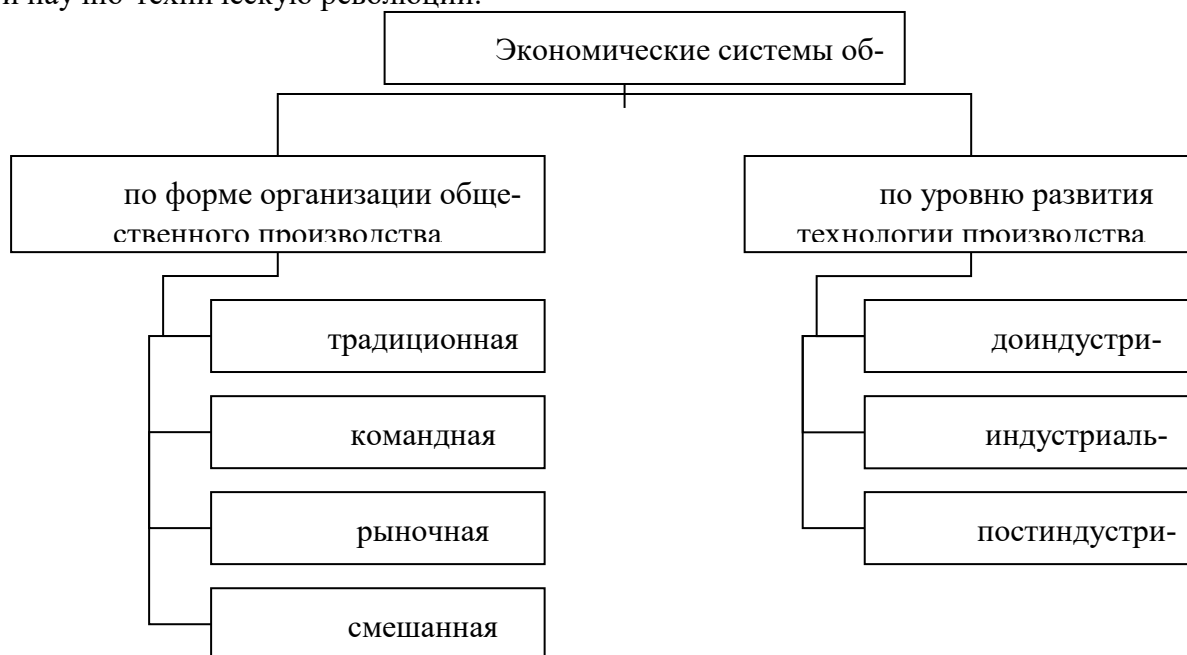 и научно-техническую революции.
Экономические системы об-
по форме организации обще-
ственного производства
традиционная
командная
рыночная
смешанная
по уровню развития
технологии производства
доиндустри-
индустриаль-
постиндустри-